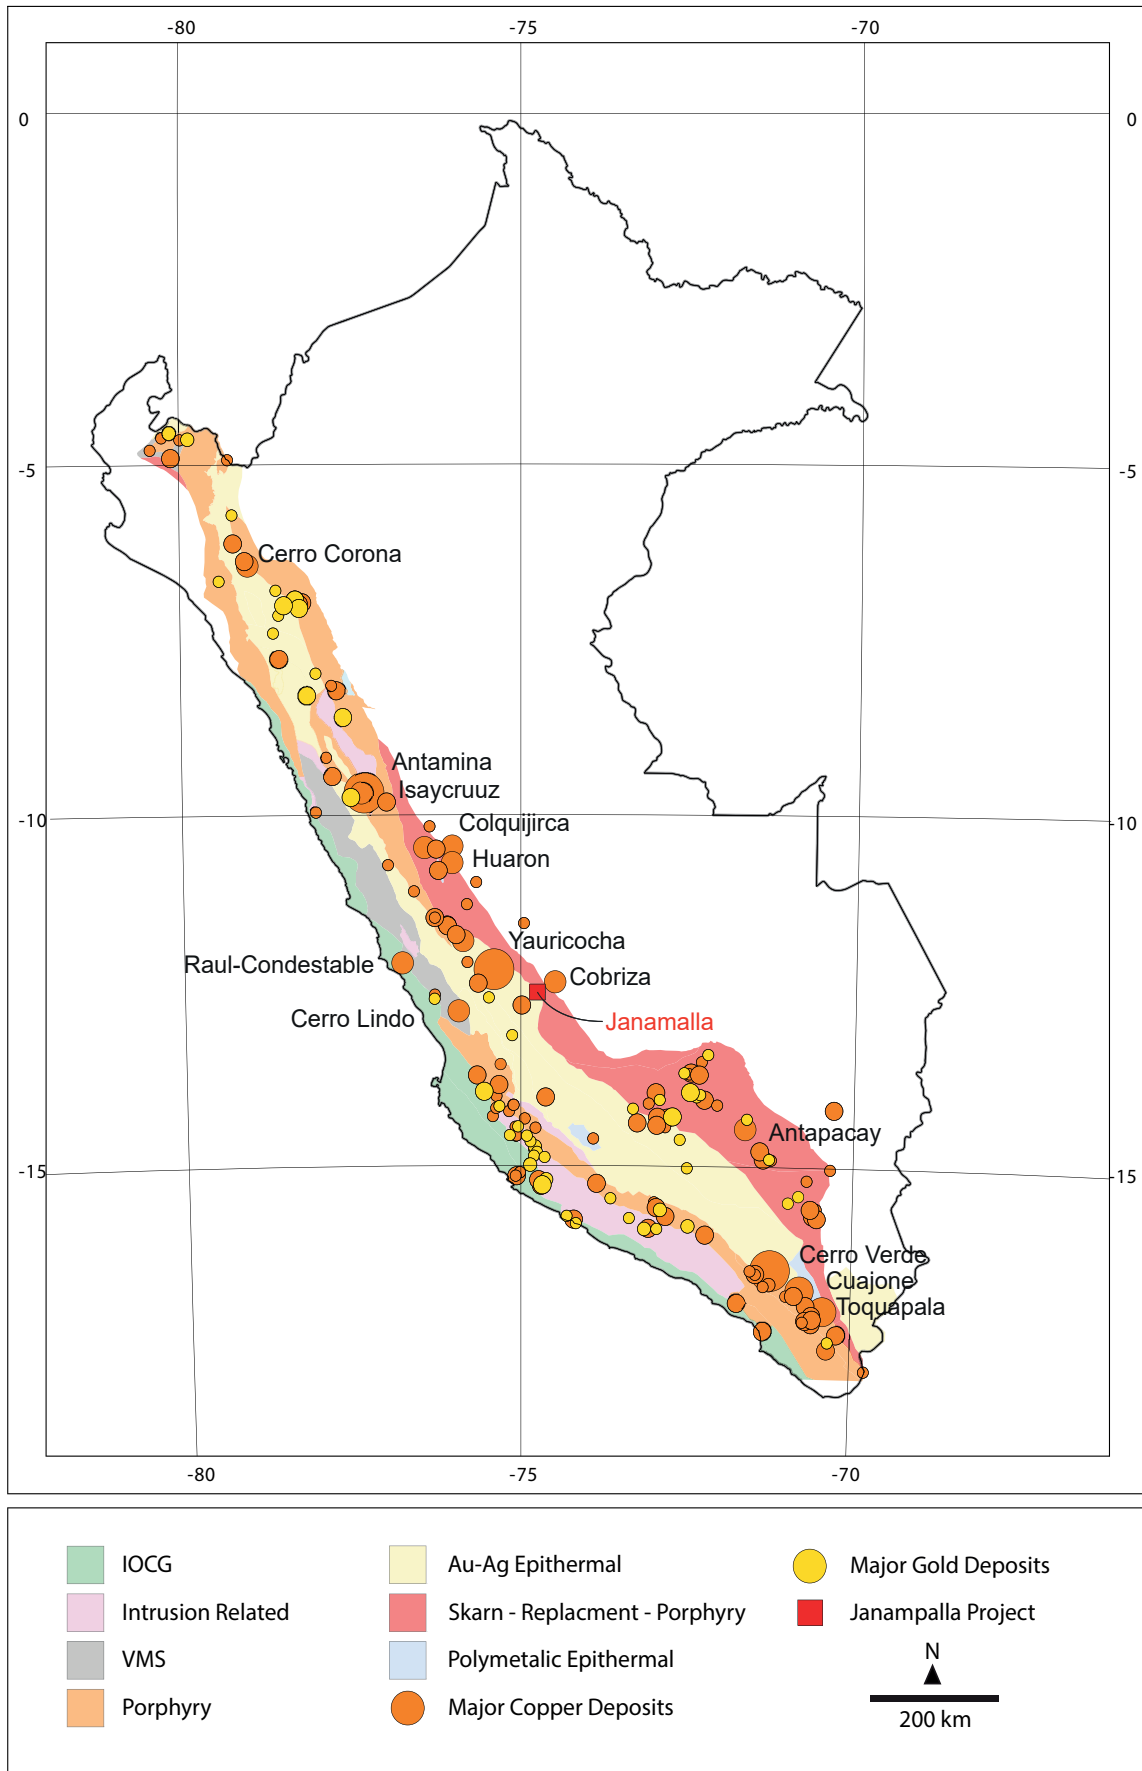 -80 -75 -70
0 0
-5 -5
Cerro Corona
Antamina
Isaycruuz
-10 -10
Colquijirca
Huaron
Yauricocha
Raul-Condestable
Cobriza
Cerro Lindo
Janamalla
Antapacay
-15 -15
Cerro Verde
Cuajone
Toquapala
-80 -75 -70
IOCG Au-Ag Epithermal Major Gold Deposits
Intrusion Related Skarn - Replacment - Porphyry Janampalla Project
VMS Polymetalic Epithermal N
Porphyry Major Copper Deposits 200 km